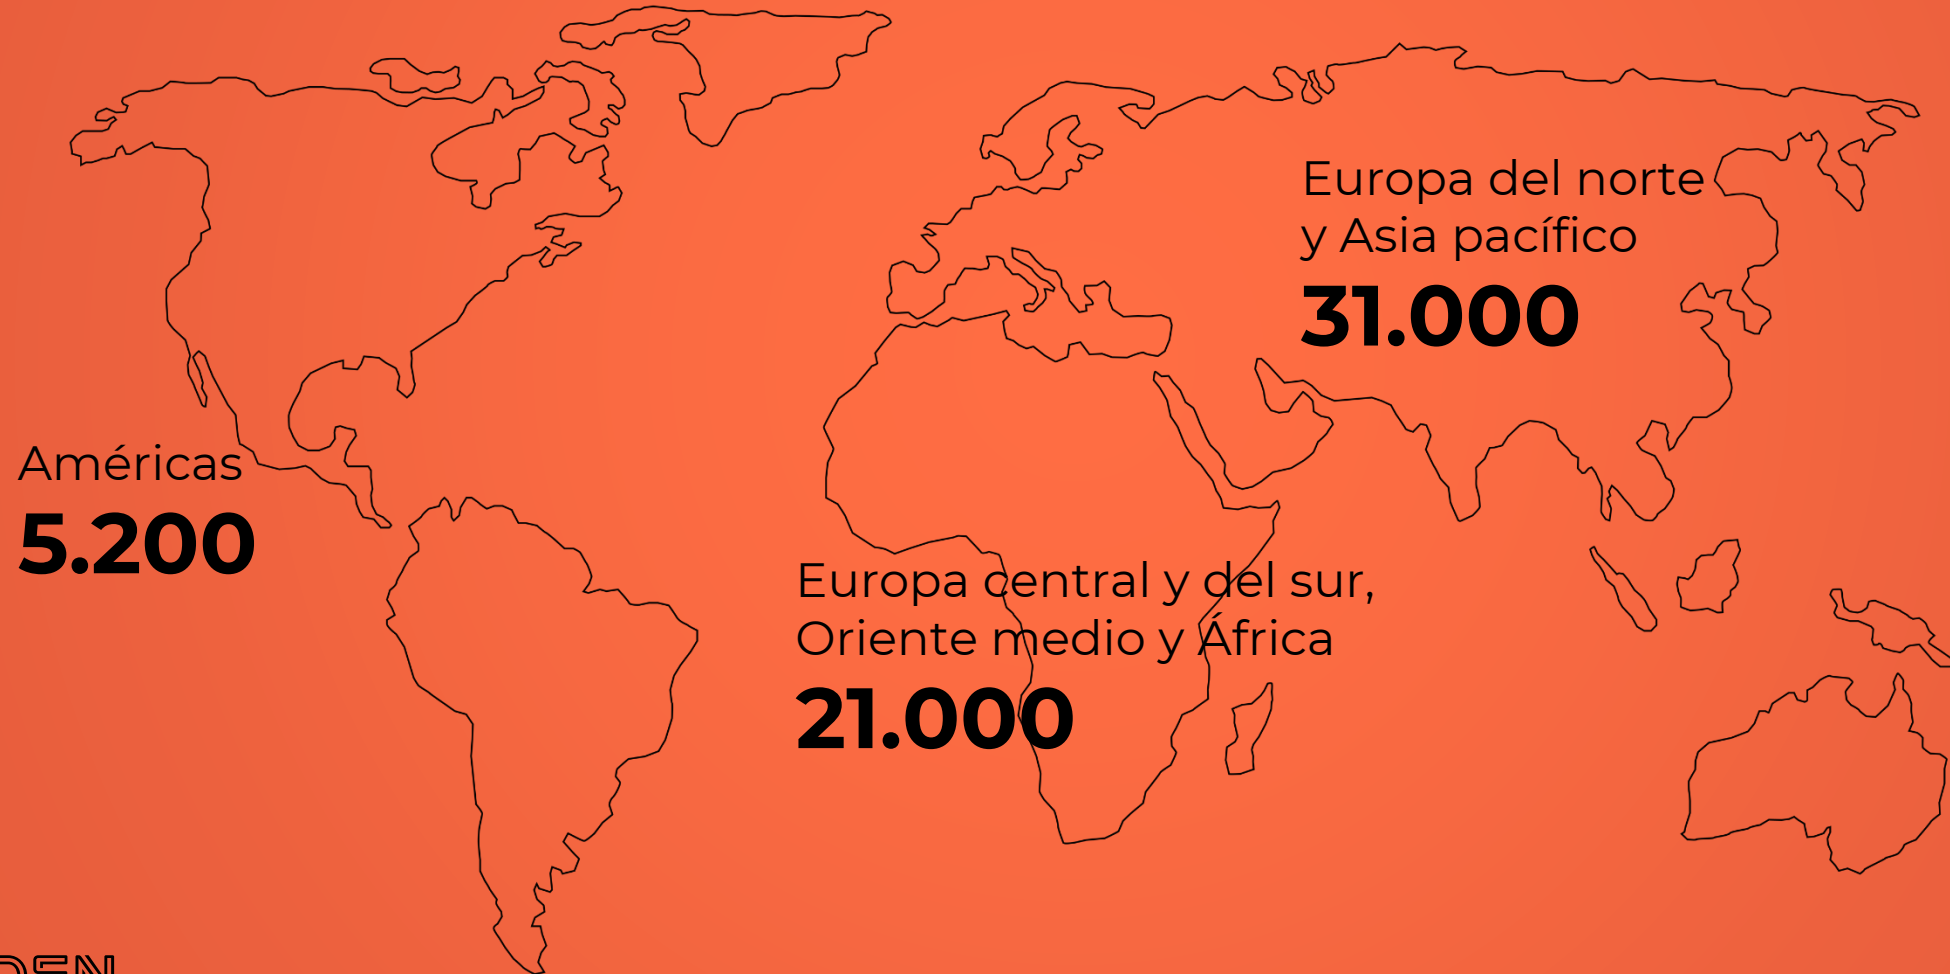 Europa del norte
y Asia pacífico
31.000
Américas
5.200
Europa central y del sur,
Oriente medio y África
21.000